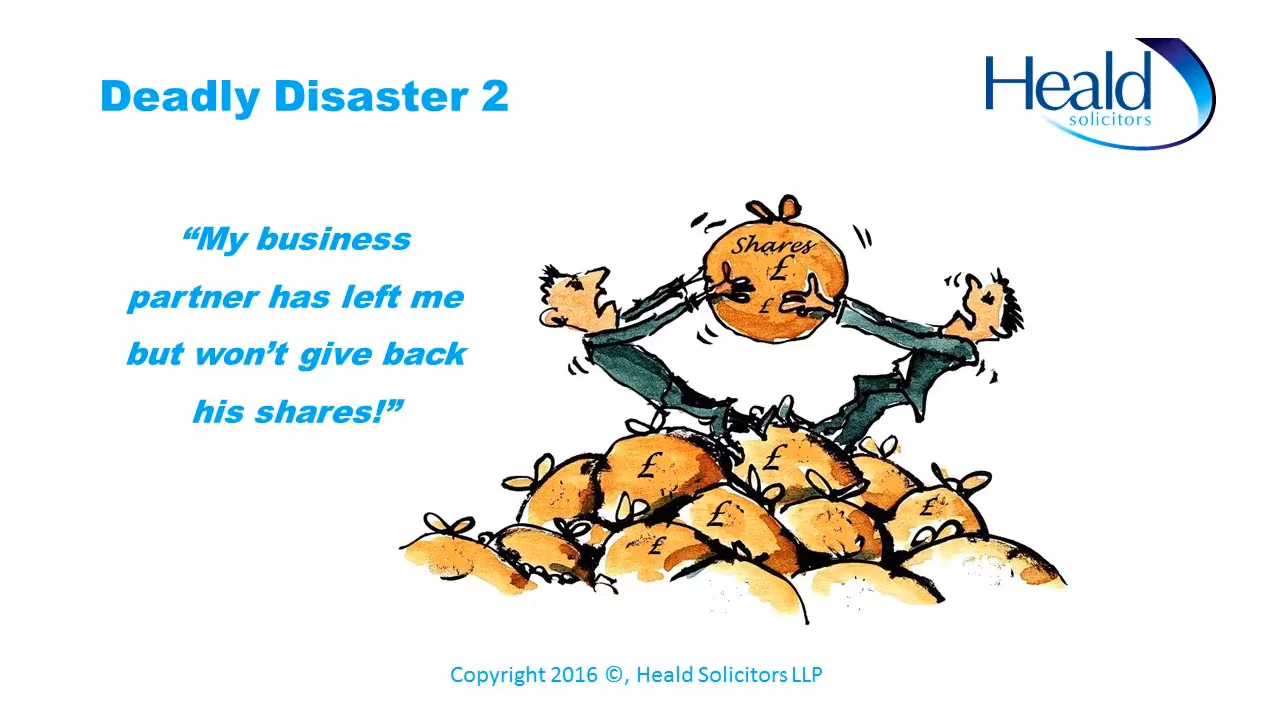 Deadly Disaster 2
Heald
solicitors
“My business
partner has left me
but won’t give back
his shares!”
Shares
£
£
£
£
£
£
£
Copyright 2016 ©, Heald Solicitors LLP